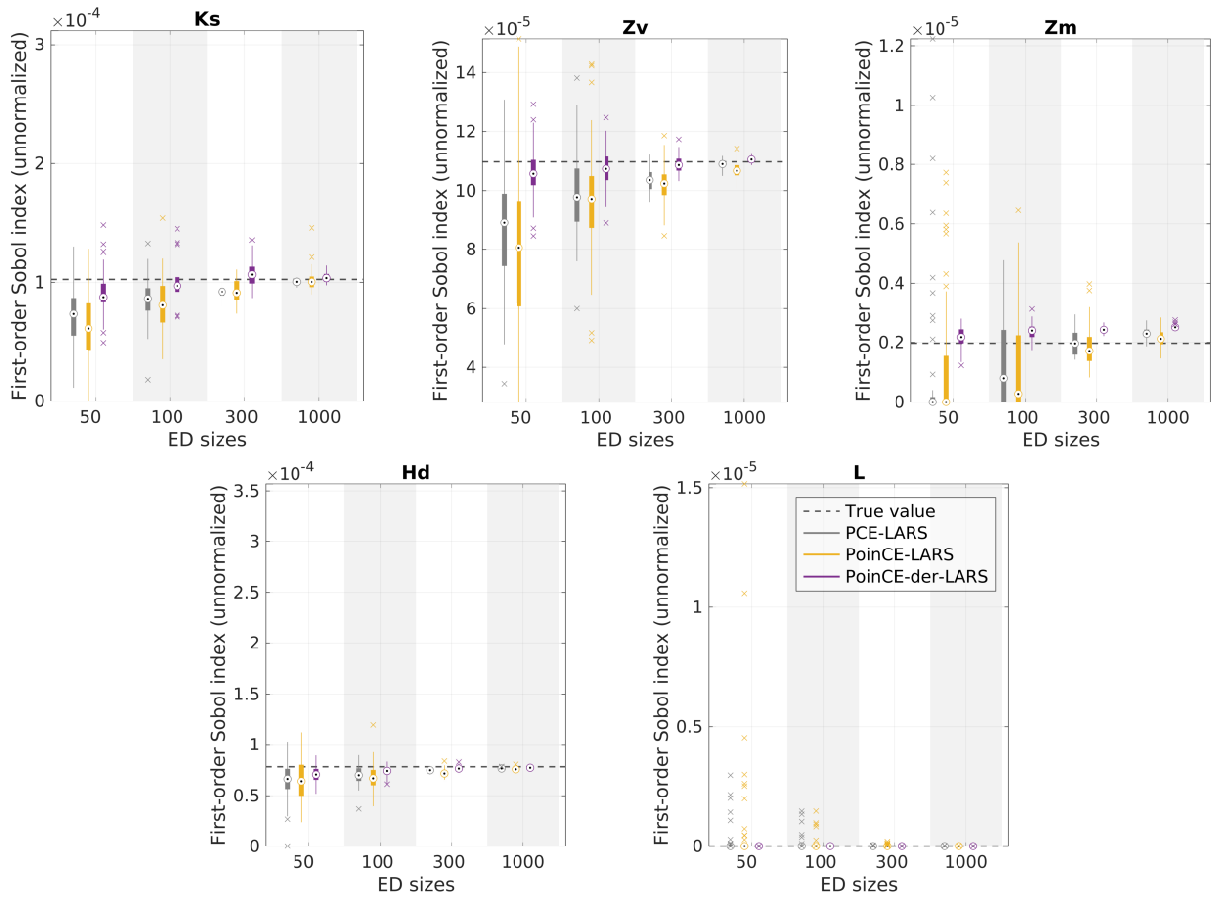 Ks
×10⁻⁴
First-order Sobol index (unnormalized)
3
2
1
0
50 100 300 1000
ED sizes
Zv
×10⁻⁵
First-order Sobol index (unnormalized)
14
12
10
8
6
4
50 100 300 1000
ED sizes
Zm
×10⁻⁵
First-order Sobol index (unnormalized)
1.2
1
0.8
0.6
0.4
0.2
0
50 100 300 1000
ED sizes
Hd
×10⁻⁴
First-order Sobol index (unnormalized)
3.5
3
2.5
2
1.5
1
0.5
0
50 100 300 1000
ED sizes
L
×10⁻⁵
First-order Sobol index (unnormalized)
1.5
1
0.5
0
True value
PCE-LARS
PoinCE-LARS
PoinCE-der-LARS
50 100 300 1000
ED sizes